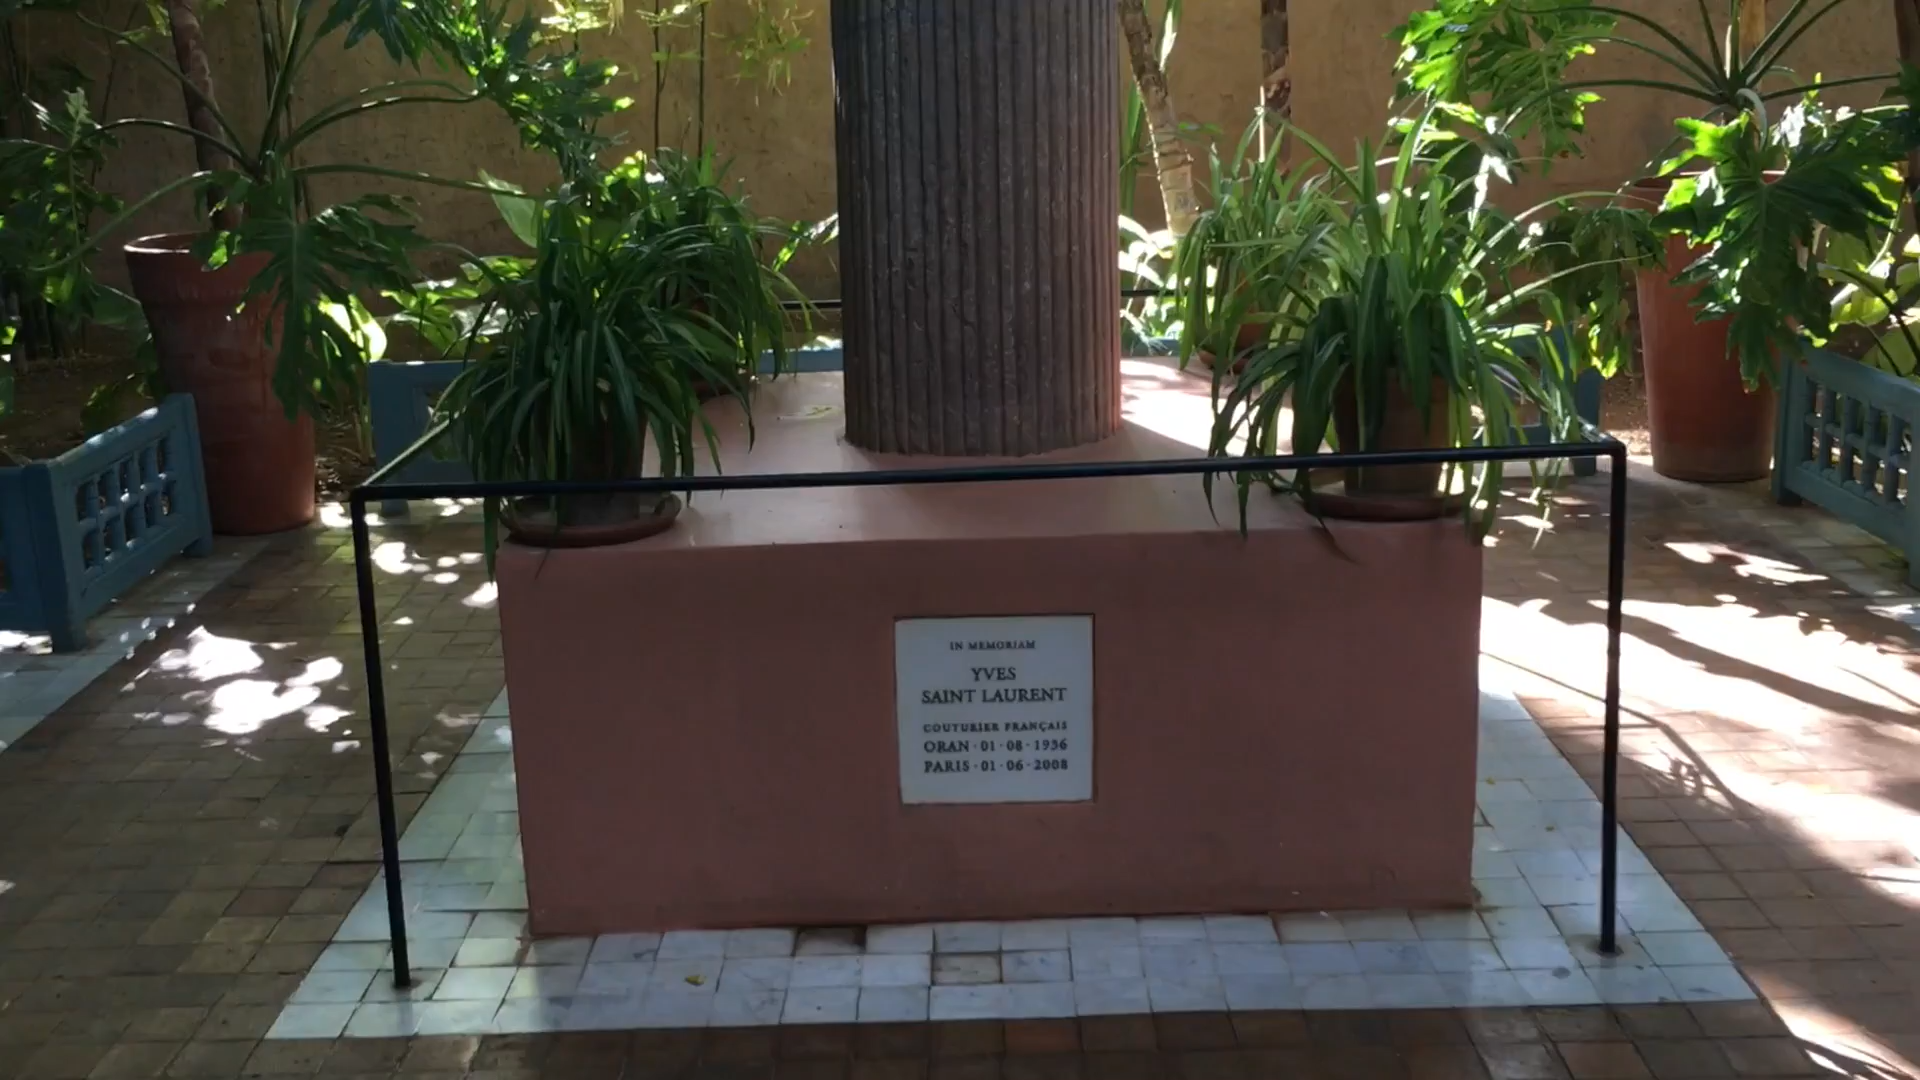 IN MEMORIAM
YVES
SAINT LAURENT
COUTURIER FRANÇAIS
ORAN · 01 · 08 · 1936
PARIS · 01 · 06 · 2008